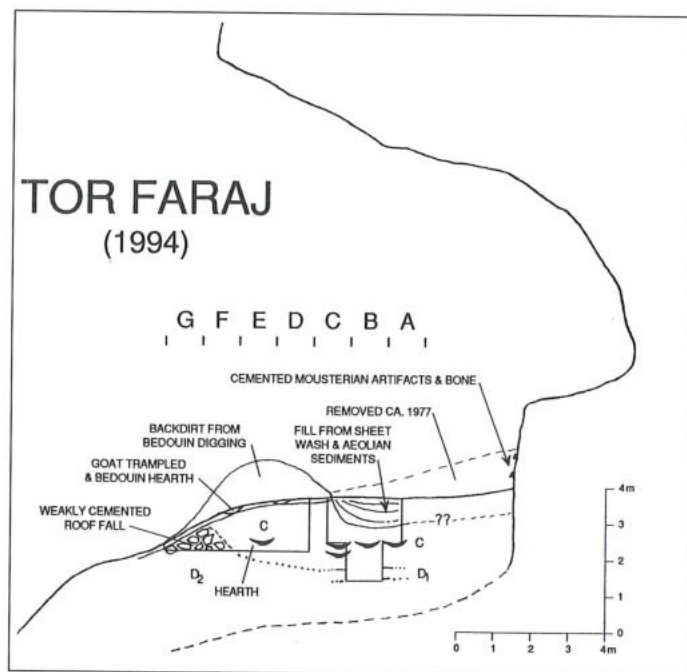 TOR FARAJ
(1994)
G F E D C B A
CEMENTED MOUSTERIAN ARTIFACTS & BONE
REMOVED CA. 1977
BACKDIRT FROM
BEDOUIN DIGGING
FILL FROM SHEET
WASH & AEOLIAN
SEDIMENTS
GOAT TRAMPLED
& BEDOUIN HEARTH
WEAKLY CEMENTED
ROOF FALL
4m
3
2
1
0
C
??
C
D₂
HEARTH
D₁
0 1 2 3 4m